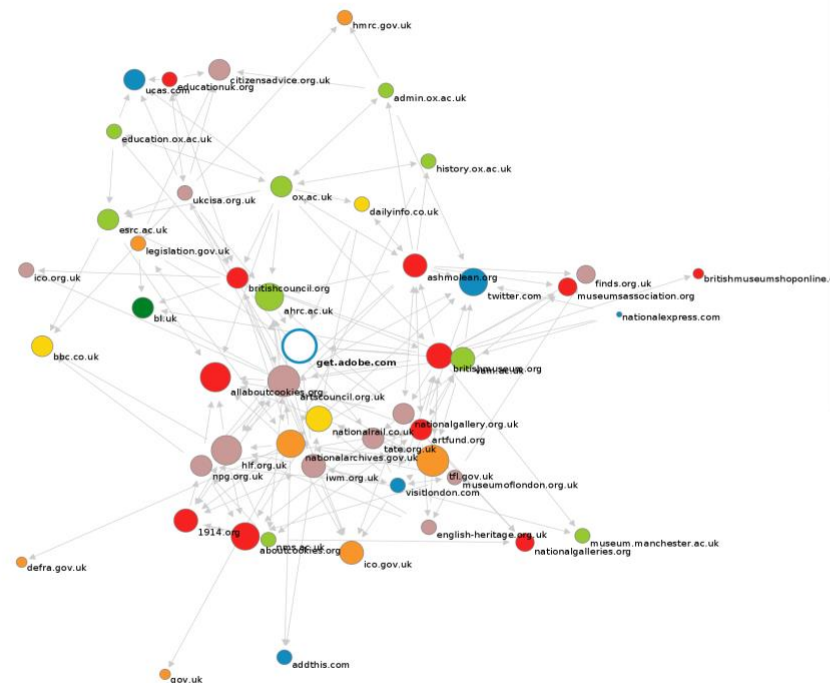 hmrc.gov.uk
citizensadvice.org.uk
educationuk.org
ucas.com
admin.ox.ac.uk
education.ox.ac.uk
history.ox.ac.uk
ox.ac.uk
ukcisa.org.uk
dailyinfo.co.uk
esrc.ac.uk
legislation.gov.uk
ico.org.uk
ashmolean.org
britishmuseumshoponline.
finds.org.uk
britishcouncil.org
twitter.com
museumsassociation.org
ahrc.ac.uk
bl.uk
nationalexpress.com
bbc.co.uk
get.adobe.com
britishmuseum.org
vam.ac.uk
allaboutcookies.org
artscouncil.org.uk
nationalgallery.org.uk
nationalrail.co.uk
artfund.org
tate.org.uk
nationalarchives.gov.uk
hlf.org.uk
npg.org.uk
iwm.org.uk
tfl.gov.uk
museumoflondon.org.uk
visitlondon.com
1914.org
english-heritage.org.uk
museum.manchester.ac.uk
aboutcookies.org
nationalgalleries.org
ico.gov.uk
defra.gov.uk
addthis.com
gov.uk